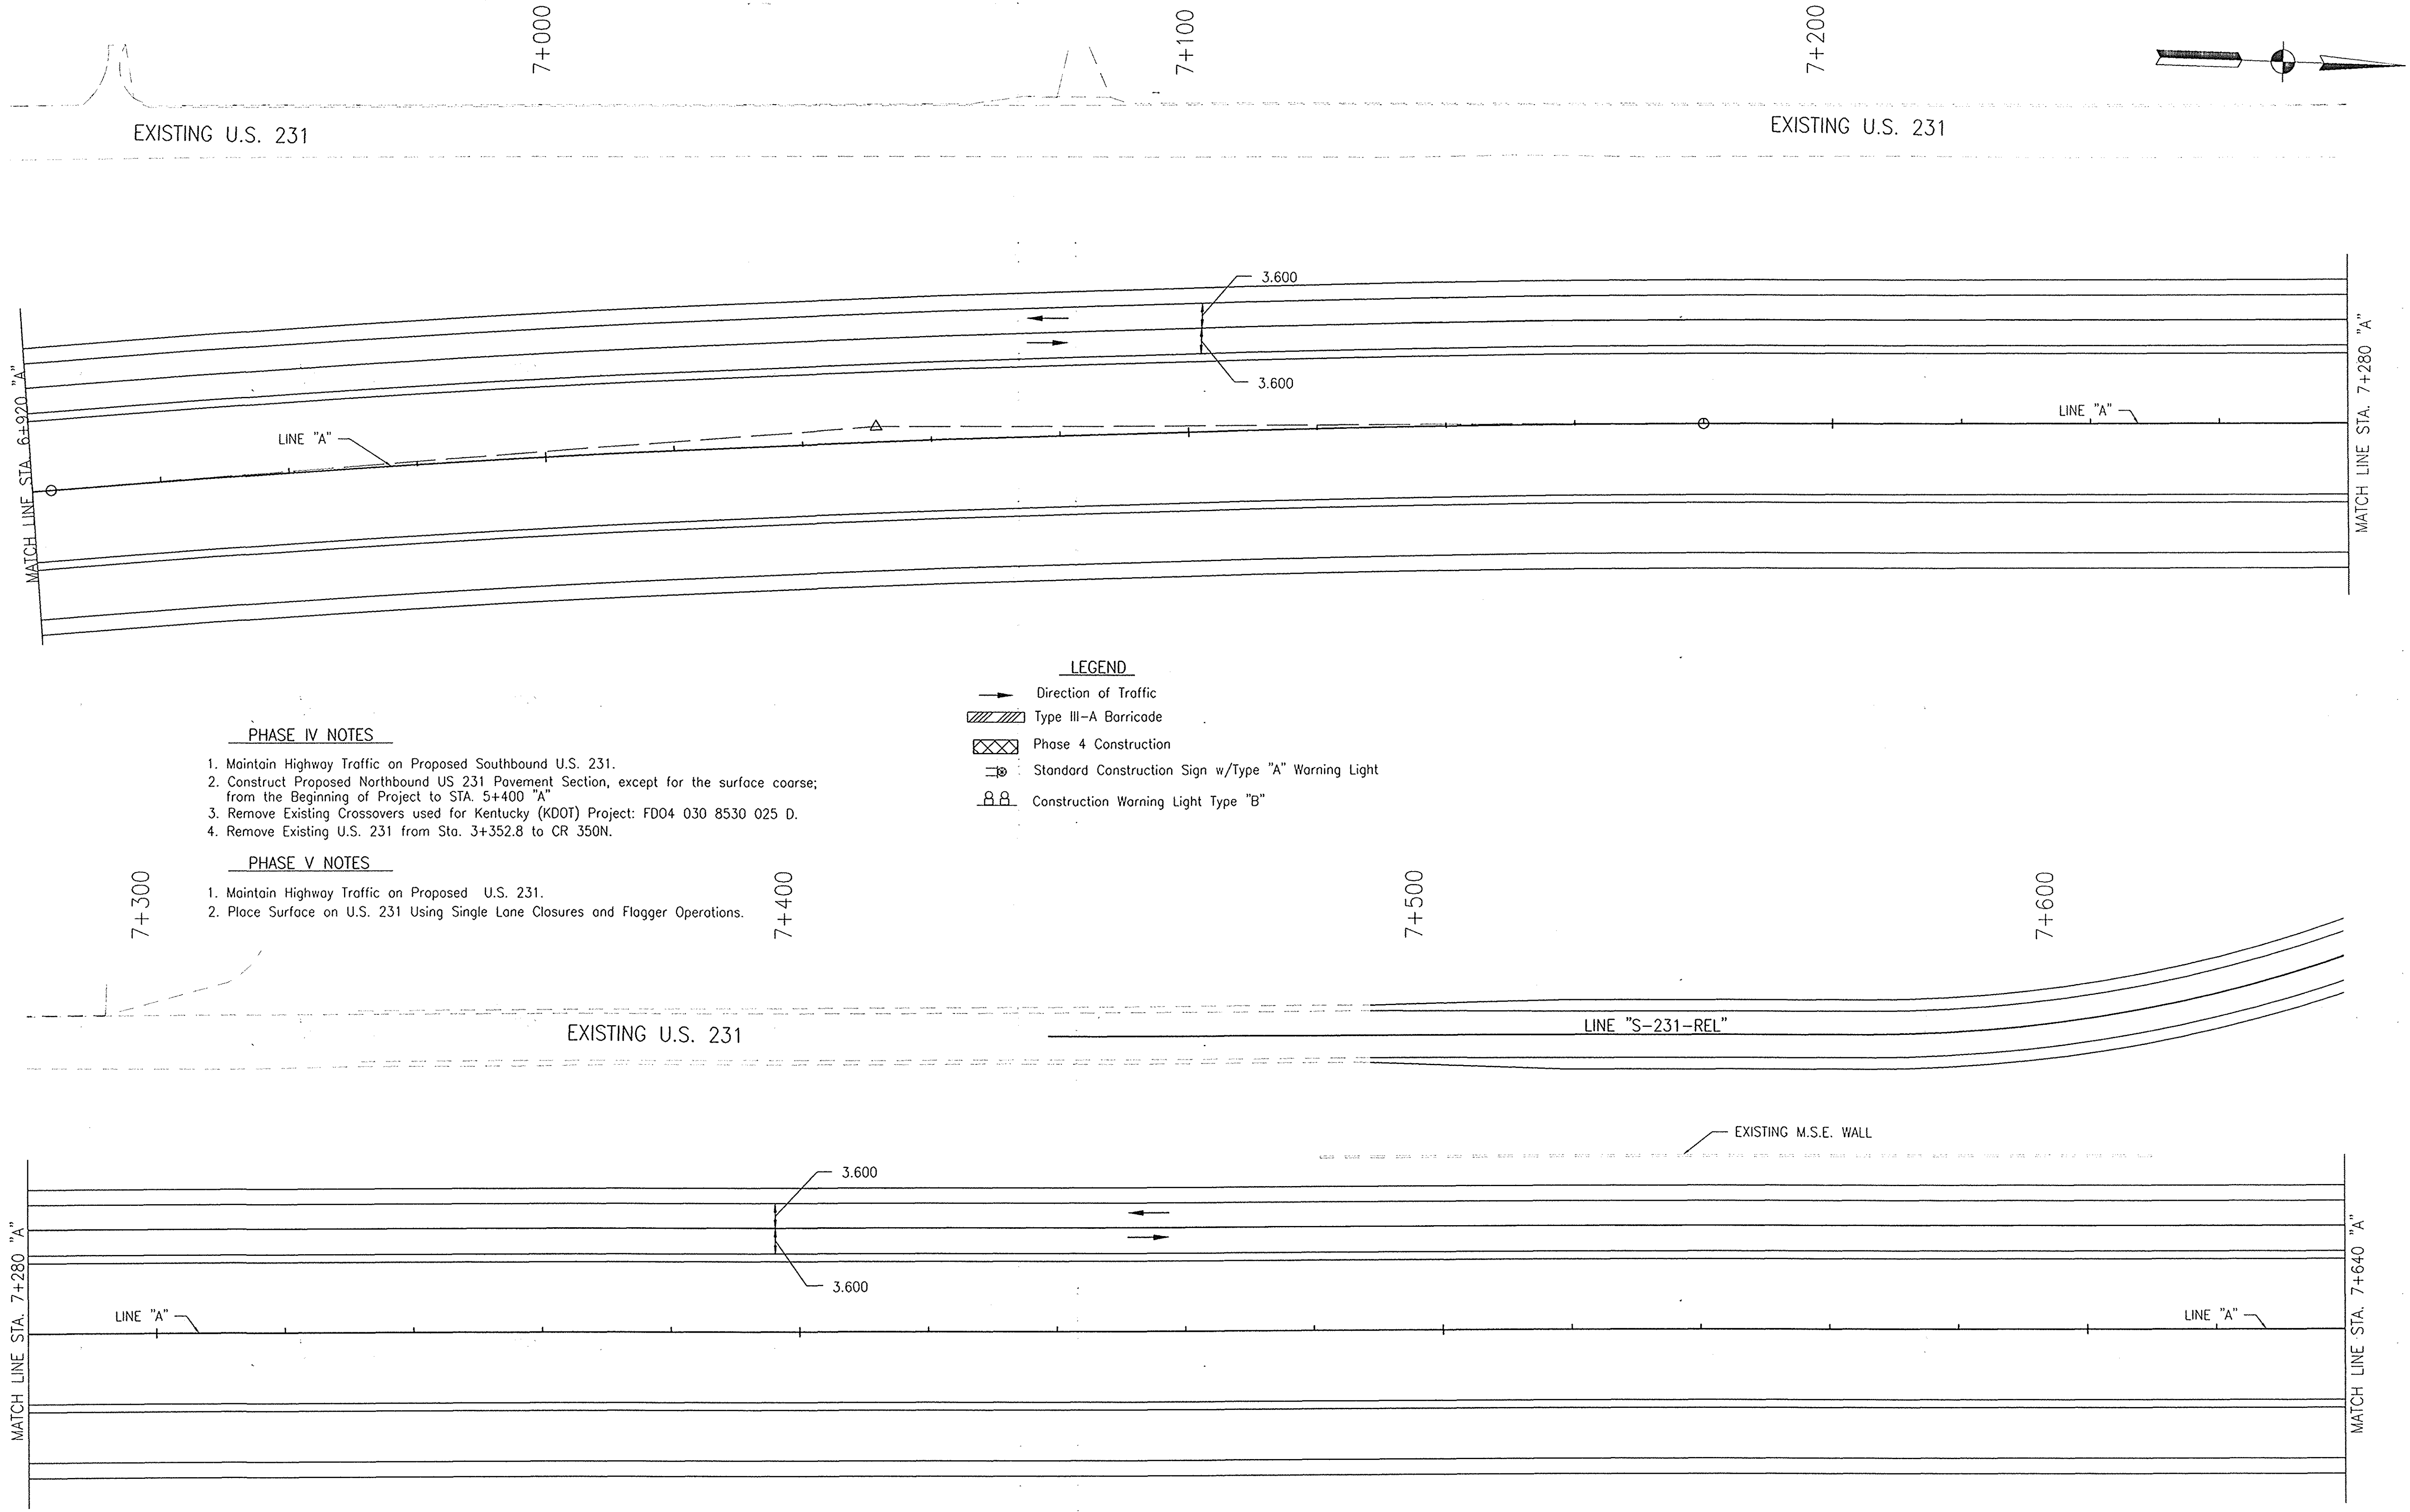 7+000
7+100
7+200
EXISTING U.S. 231
EXISTING U.S. 231
3.600
3.600
MATCH LINE STA. 6+920 "A"
LINE "A"
LINE "A"
MATCH LINE STA. 7+280 "A"
LEGEND
Direction of Traffic
Type III-A Barricade
Phase 4 Construction
Standard Construction Sign w/Type "A" Warning Light
Construction Warning Light Type "B"
PHASE IV NOTES
1. Maintain Highway Traffic on Proposed Southbound U.S. 231.
2. Construct Proposed Northbound US 231 Pavement Section, except for the surface coarse;
from the Beginning of Project to STA. 5+400 "A"
3. Remove Existing Crossovers used for Kentucky (KDOT) Project: FD04 030 8530 025 D.
4. Remove Existing U.S. 231 from Sta. 3+352.8 to CR 350N.
PHASE V NOTES
1. Maintain Highway Traffic on Proposed U.S. 231.
2. Place Surface on U.S. 231 Using Single Lane Closures and Flagger Operations.
7+300
7+400
7+500
7+600
EXISTING U.S. 231
LINE "S-231-REL"
EXISTING M.S.E. WALL
3.600
3.600
MATCH LINE STA. 7+280 "A"
LINE "A"
LINE "A"
MATCH LINE STA. 7+640 "A"